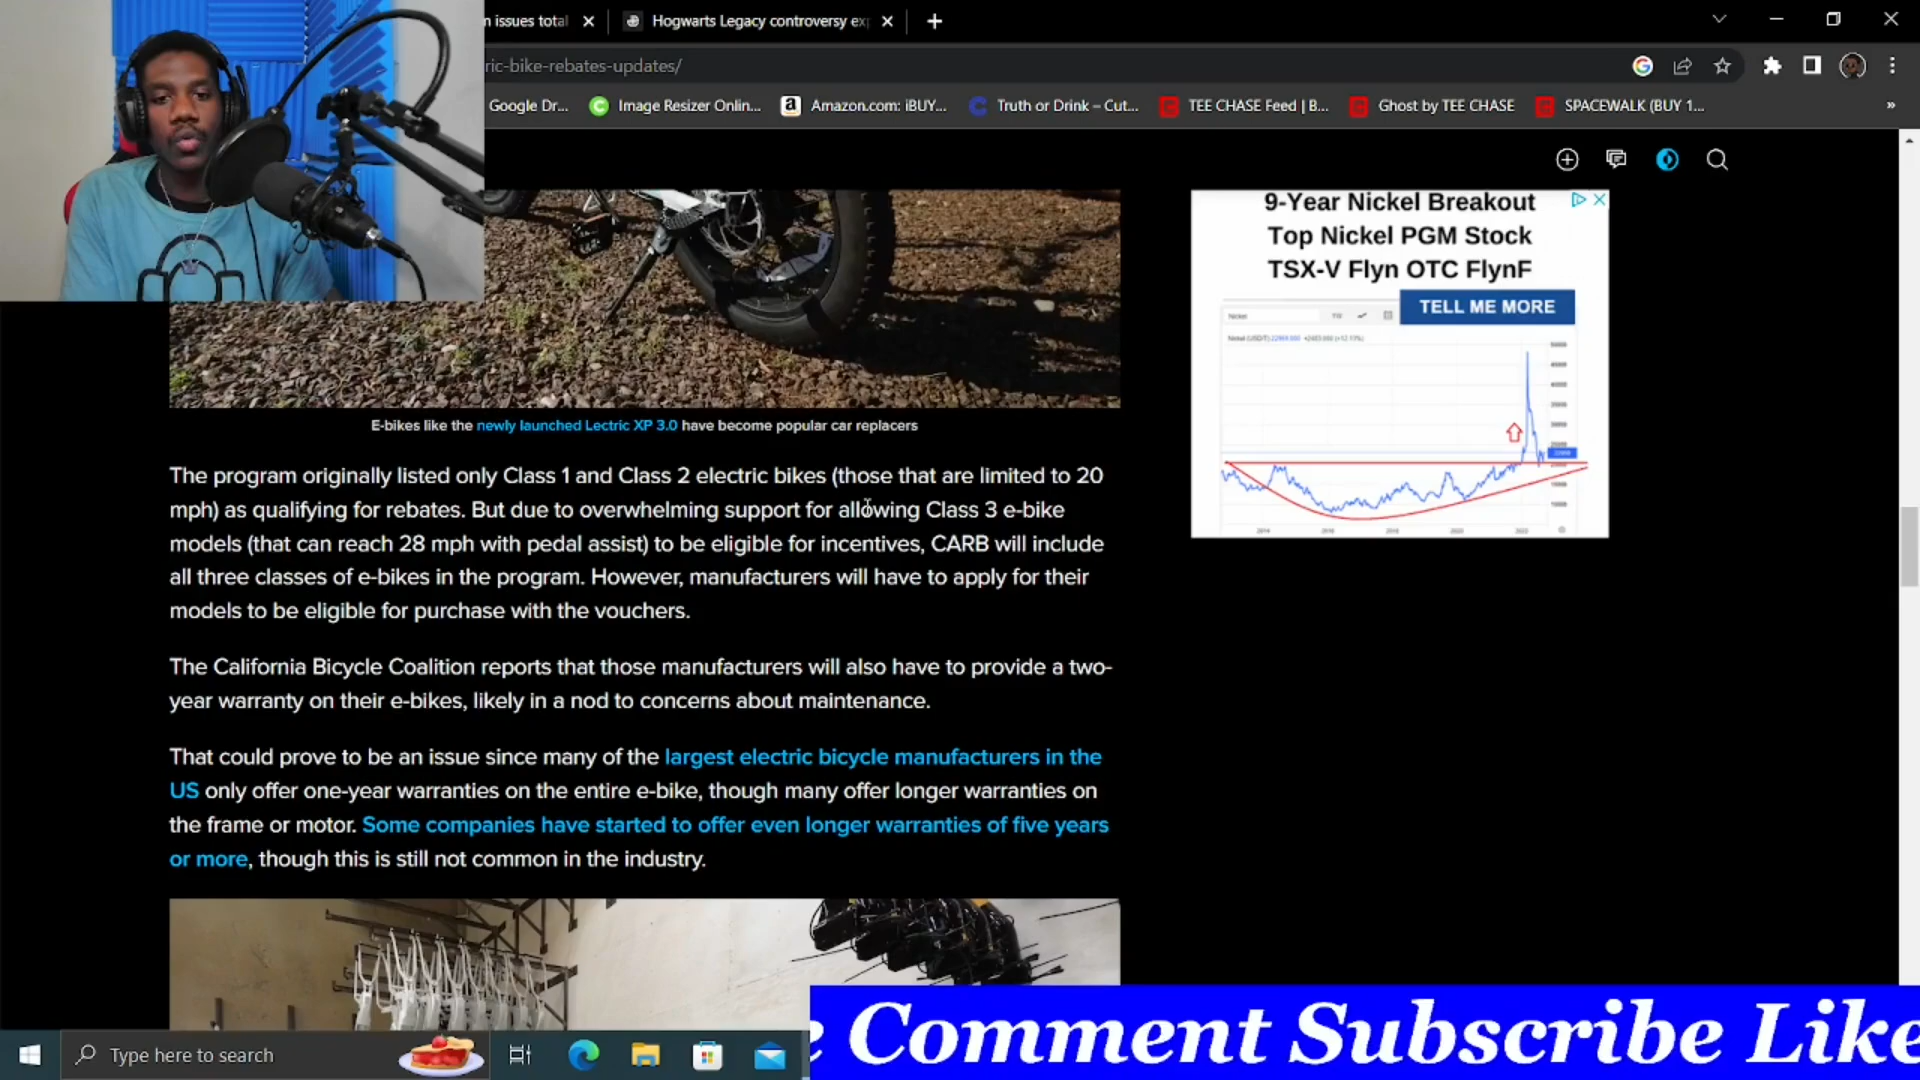 n issues total
Hogwarts Legacy controversy exp
ric-bike-rebates-updates/
Google Dr...
Image Resizer Onlin...
Amazon.com: iBUY...
Truth or Drink – Cut...
TEE CHASE Feed | B...
Ghost by TEE CHASE
SPACEWALK (BUY 1...
9-Year Nickel Breakout
Top Nickel PGM Stock
TSX-V Flyn OTC FlynF
TELL ME MORE
Nickel
E-bikes like the newly launched Lectric XP 3.0 have become popular car replacers
The program originally listed only Class 1 and Class 2 electric bikes (those that are limited to 20
mph) as qualifying for rebates. But due to overwhelming support for allowing Class 3 e-bike
models (that can reach 28 mph with pedal assist) to be eligible for incentives, CARB will include
all three classes of e-bikes in the program. However, manufacturers will have to apply for their
models to be eligible for purchase with the vouchers.
The California Bicycle Coalition reports that those manufacturers will also have to provide a two-
year warranty on their e-bikes, likely in a nod to concerns about maintenance.
That could prove to be an issue since many of the largest electric bicycle manufacturers in the
US only offer one-year warranties on the entire e-bike, though many offer longer warranties on
the frame or motor. Some companies have started to offer even longer warranties of five years
or more, though this is still not common in the industry.
e Comment Subscribe Like
Type here to search